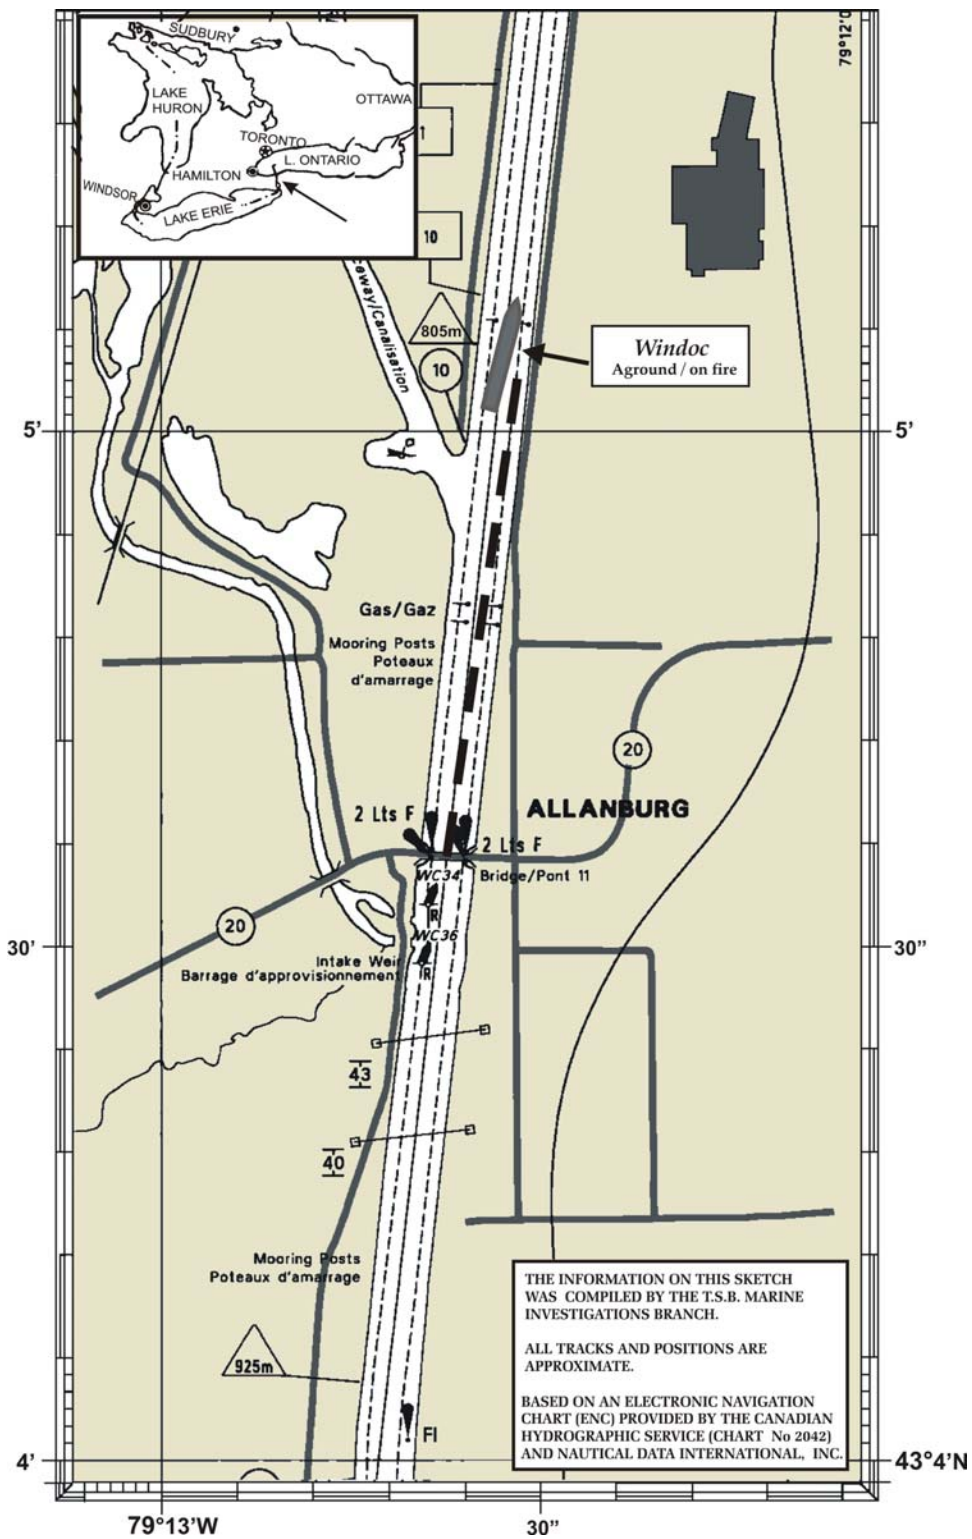 SUDBURY
LAKE
HURON
OTTAWA
TORONTO
HAMILTON
L. ONTARIO
WINDSOR
LAKE ERIE
79°12'0
1
10
805m
10
ceway/Canalisation
Windoc
Aground / on fire
5'
5'
Gas/Gaz
Mooring Posts
Poteaux
d'amarrage
20
ALLANBURG
2 Lts F
2 Lts F
WC34
Bridge/Pont 11
R
20
WC36
30'
30"
Intake Weir
Barrage d'approvisionnement
R
43
40
Mooring Posts
Poteaux d'amarrage
925m
Fl
THE INFORMATION ON THIS SKETCH
WAS COMPILED BY THE T.S.B. MARINE
INVESTIGATIONS BRANCH.
ALL TRACKS AND POSITIONS ARE
APPROXIMATE.
BASED ON AN ELECTRONIC NAVIGATION
CHART (ENC) PROVIDED BY THE CANADIAN
HYDROGRAPHIC SERVICE (CHART No 2042)
AND NAUTICAL DATA INTERNATIONAL, INC.
4'
43°4'N
79°13'W
30"